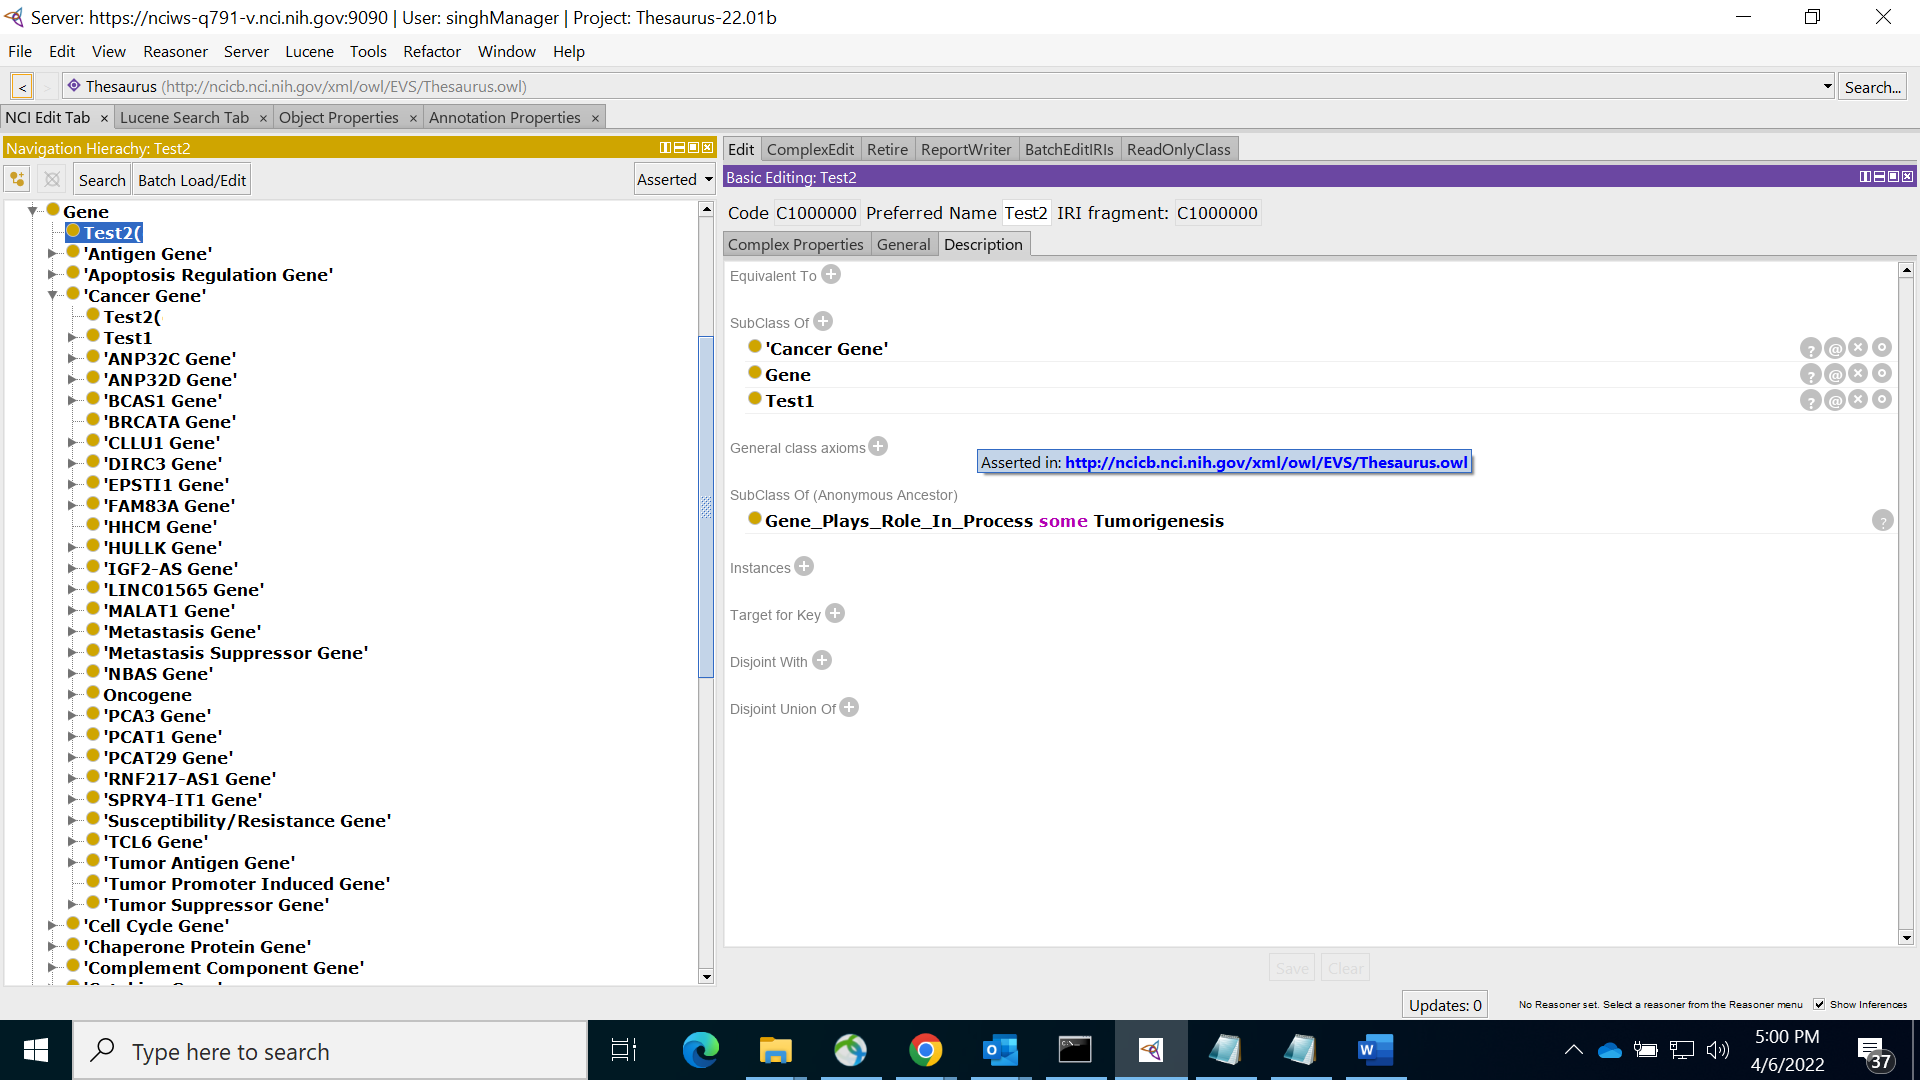 Server: https://nciws-q791-v.nci.nih.gov:9090 | User: singhManager | Project: Thesaurus-22.01b
File Edit View Reasoner Server Lucene Tools Refactor Window Help
< > Thesaurus (http://ncicb.nci.nih.gov/xml/owl/EVS/Thesaurus.owl) Search...
NCI Edit Tab × Lucene Search Tab × Object Properties × Annotation Properties ×
Navigation Hierachy: Test2
Search Batch Load/Edit Asserted
Gene
Test2(
'Antigen Gene'
'Apoptosis Regulation Gene'
'Cancer Gene'
Test2(
Test1
'ANP32C Gene'
'ANP32D Gene'
'BCAS1 Gene'
'BRCATA Gene'
'CLLU1 Gene'
'DIRC3 Gene'
'EPSTI1 Gene'
'FAM83A Gene'
'HHCM Gene'
'HULLK Gene'
'IGF2-AS Gene'
'LINC01565 Gene'
'MALAT1 Gene'
'Metastasis Gene'
'Metastasis Suppressor Gene'
'NBAS Gene'
Oncogene
'PCA3 Gene'
'PCAT1 Gene'
'PCAT29 Gene'
'RNF217-AS1 Gene'
'SPRY4-IT1 Gene'
'Susceptibility/Resistance Gene'
'TCL6 Gene'
'Tumor Antigen Gene'
'Tumor Promoter Induced Gene'
'Tumor Suppressor Gene'
'Cell Cycle Gene'
'Chaperone Protein Gene'
'Complement Component Gene'
Edit ComplexEdit Retire ReportWriter BatchEditIRIs ReadOnlyClass
Basic Editing: Test2
Code C1000000 Preferred Name Test2 IRI fragment: C1000000
Complex Properties General Description
Equivalent To
SubClass Of
'Cancer Gene'
Gene
Test1
General class axioms
Asserted in: http://ncicb.nci.nih.gov/xml/owl/EVS/Thesaurus.owl
SubClass Of (Anonymous Ancestor)
Gene_Plays_Role_In_Process some Tumorigenesis
Instances
Target for Key
Disjoint With
Disjoint Union Of
Save Clear
Updates: 0 No Reasoner set. Select a reasoner from the Reasoner menu Show Inferences
Type here to search
5:00 PM
4/6/2022
37